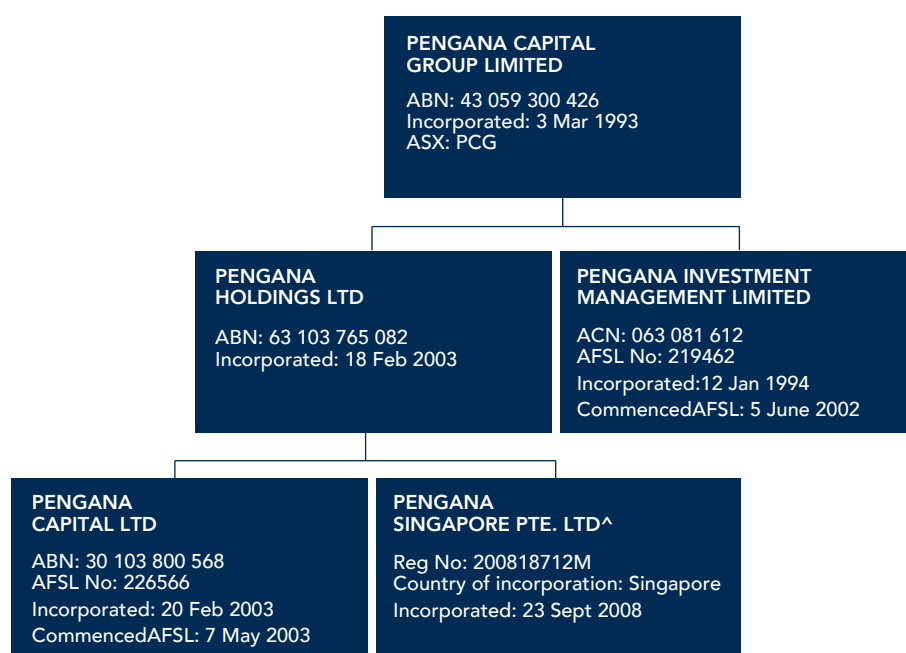 PENGANA CAPITAL
GROUP LIMITED
ABN: 43 059 300 426
Incorporated: 3 Mar 1993
ASX: PCG
PENGANA
HOLDINGS LTD
ABN: 63 103 765 082
Incorporated: 18 Feb 2003
PENGANA INVESTMENT
MANAGEMENT LIMITED
ACN: 063 081 612
AFSL No: 219462
Incorporated:12 Jan 1994
CommencedAFSL: 5 June 2002
PENGANA
CAPITAL LTD
ABN: 30 103 800 568
AFSL No: 226566
Incorporated: 20 Feb 2003
CommencedAFSL: 7 May 2003
PENGANA
SINGAPORE PTE. LTD^
Reg No: 200818712M
Country of incorporation: Singapore
Incorporated: 23 Sept 2008